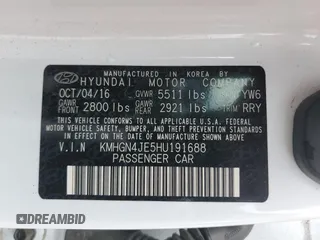 MANUFACTURED IN KOREA BY
HYUNDAI MOTOR COMPANY
OCT/04/16 GVWR 5511 lbs YW6
GAWR FRONT 2800 lbs GAWR REAR 2921 lbs TRIM RRY
THIS VEHICLE CONFORMS TO ALL APPLICABLE
FEDERAL MOTOR VEHICLE SAFETY, BUMPER, AND
THEFT PREVENTION STANDARDS IN EFFECT ON
THE DATE OF MANUFACTURE SHOWN ABOVE.
V.I.N KMHGN4JE5HU191688
PASSENGER CAR
DREAMBID